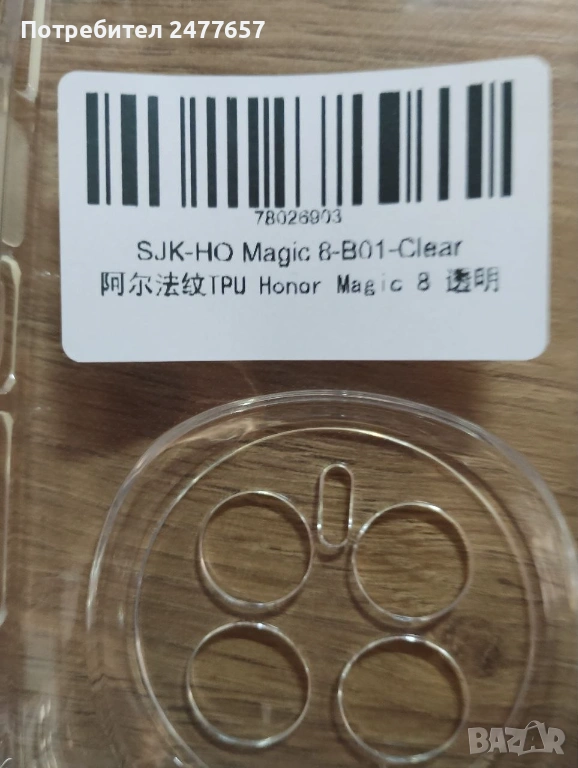 Потребител 2477657
78026903
SJK-HO Magic 8-B01-Clear
阿尔法纹TPU Honor Magic 8 透明
BAZAR